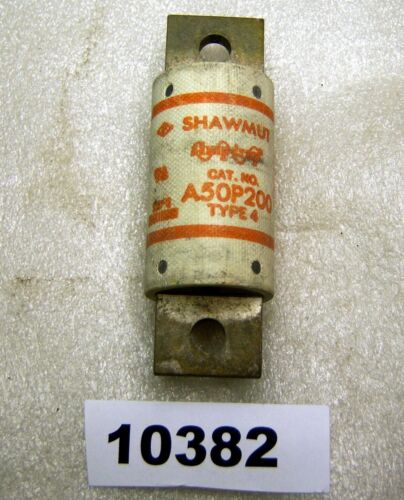 SHAWMUT
CAT. NO.
A50P200
TYPE 4
10382